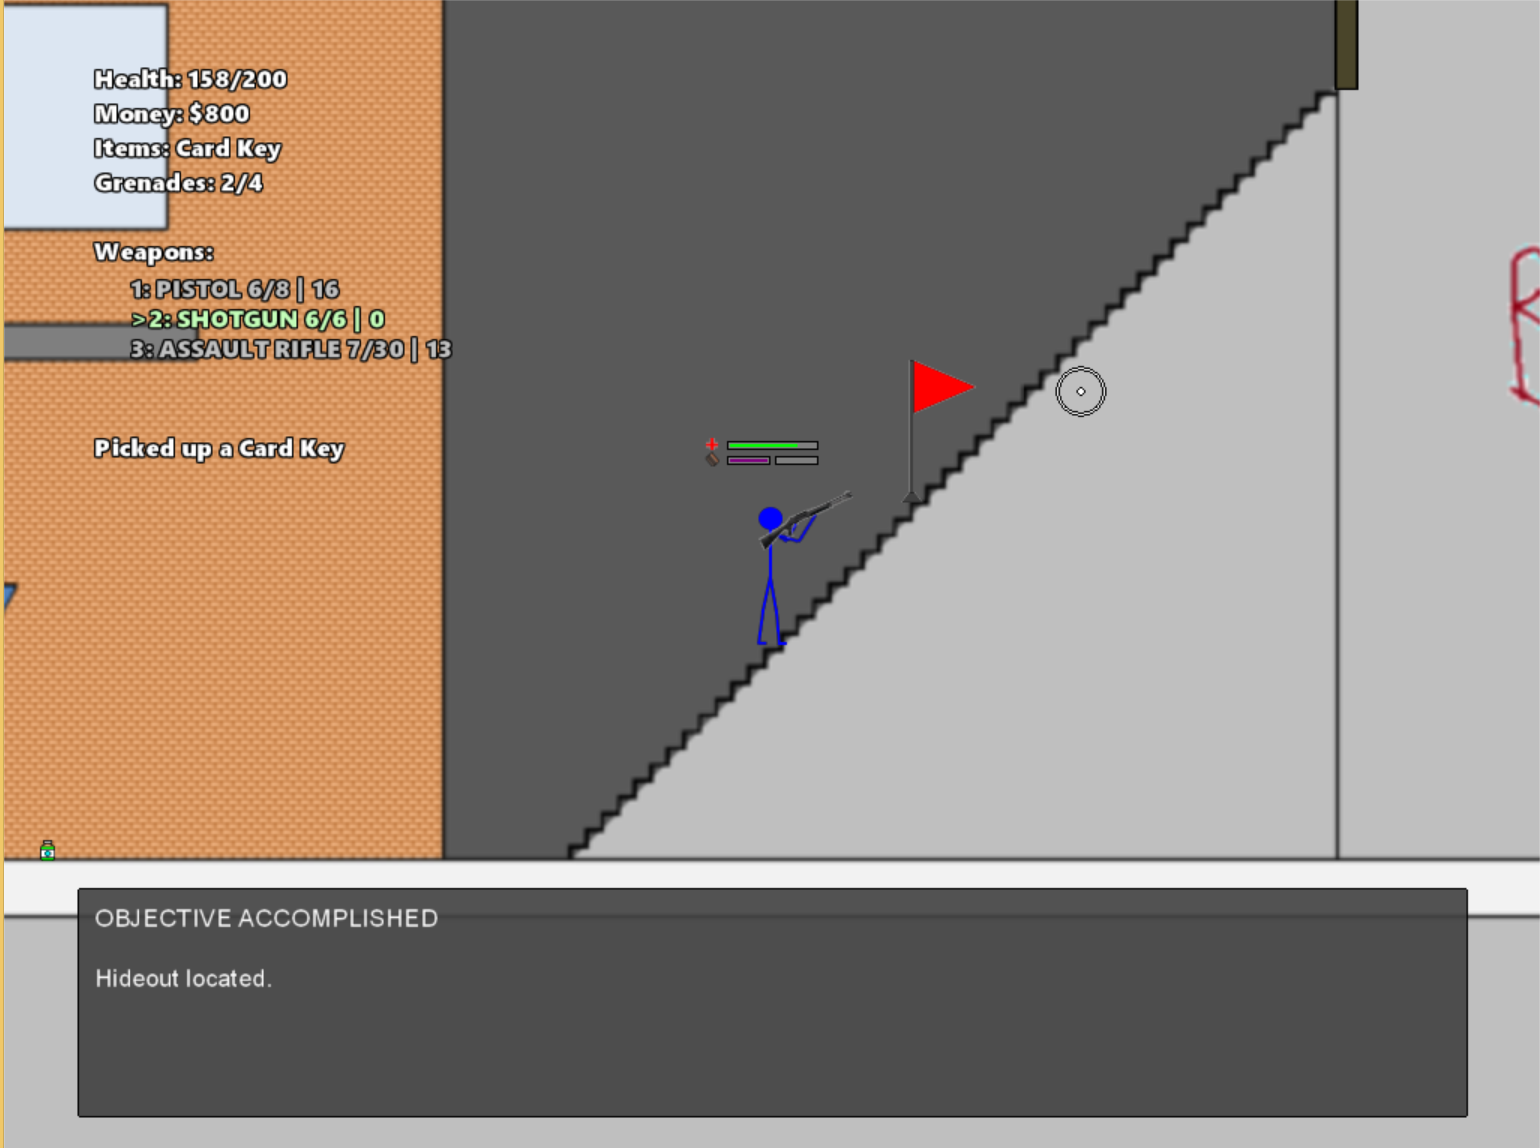 Health: 158/200
Money: $800
Items: Card Key
Grenades: 2/4
Weapons:
1: PISTOL 6/8 | 16
>2: SHOTGUN 6/6 | 0
3: ASSAULT RIFLE 7/30 | 13
Picked up a Card Key
OBJECTIVE ACCOMPLISHED
Hideout located.